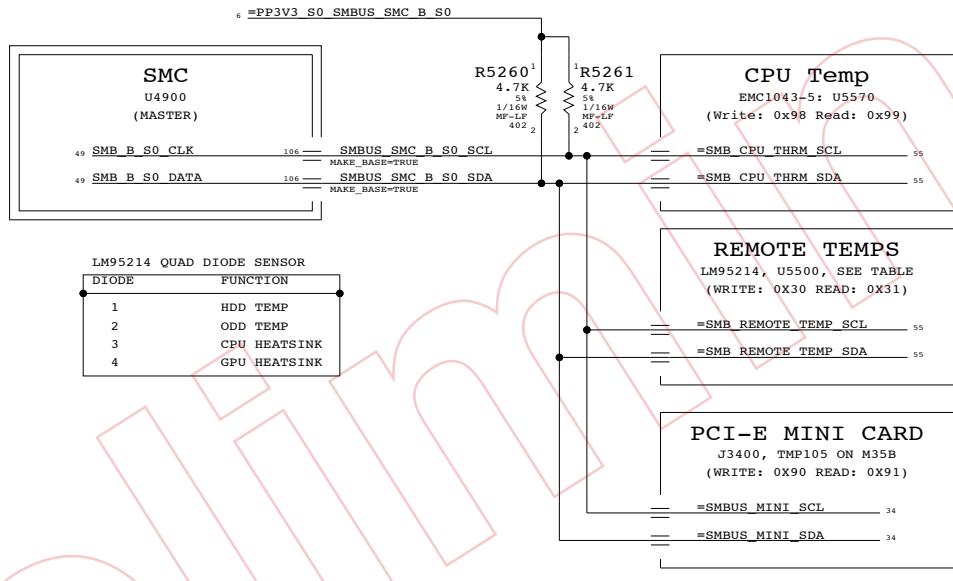 6 =PP3V3_S0_SMBUS_SMC_B_S0
SMC
U4900
(MASTER)
49 SMB_B_S0_CLK
106 SMBUS_SMC_B_S0_SCL
MAKE_BASE=TRUE
49 SMB_B_S0_DATA
106 SMBUS_SMC_B_S0_SDA
MAKE_BASE=TRUE
R5260 1
4.7K
5%
1/16W
MF-LF
402
2
1 R5261
4.7K
5%
1/16W
MF-LF
2 402
CPU Temp
EMC1043-5: U5570
(Write: 0x98 Read: 0x99)
=SMB_CPU_THRM_SCL 55
=SMB_CPU_THRM_SDA 55
REMOTE TEMPS
LM95214, U5500, SEE TABLE
(WRITE: 0X30 READ: 0X31)
=SMB_REMOTE_TEMP_SCL 55
=SMB_REMOTE_TEMP_SDA 55
PCI-E MINI CARD
J3400, TMP105 ON M35B
(WRITE: 0X90 READ: 0X91)
=SMBUS_MINI_SCL 34
=SMBUS_MINI_SDA 34
LM95214 QUAD DIODE SENSOR
DIODE FUNCTION
1 HDD TEMP
2 ODD TEMP
3 CPU HEATSINK
4 GPU HEATSINK